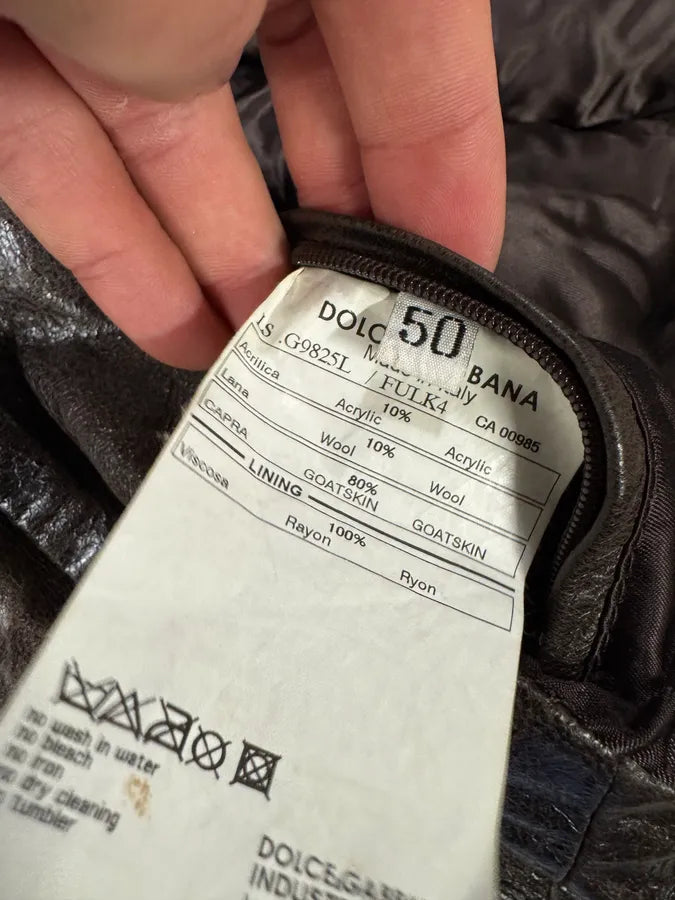 DOLC 50 BANA
Made in Italy
LS .G9825L / FULK4 CA 00985
Acrilica Acrylic 10% Acrylic
Lana Wool 10% Wool
CAPRA GOATSKIN 80% GOATSKIN
LINING
Viscosa Rayon 100% Ryon
no wash in water
no bleach
no iron
dry cleaning
Tumbler
DOLCE&GABB
INDUST